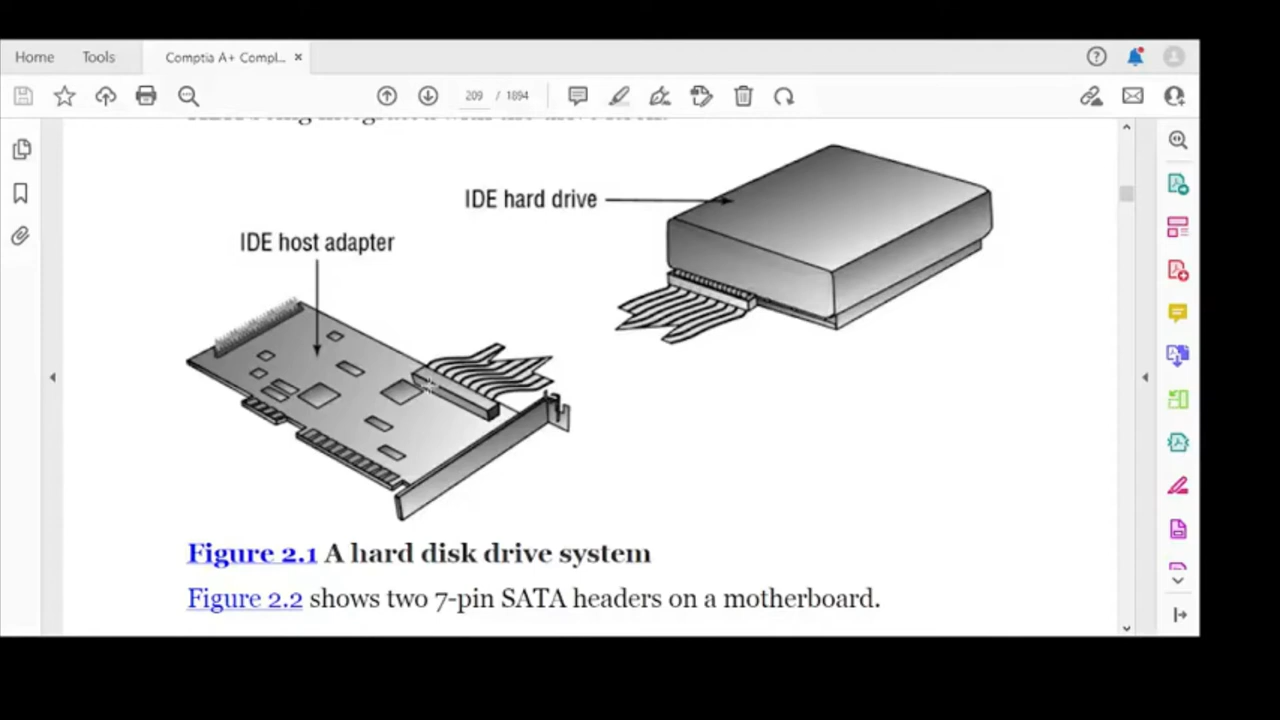 Home Tools Comptia A+ Compl...
209 / 1894
IDE hard drive
IDE host adapter
Figure 2.1 A hard disk drive system
Figure 2.2 shows two 7-pin SATA headers on a motherboard.